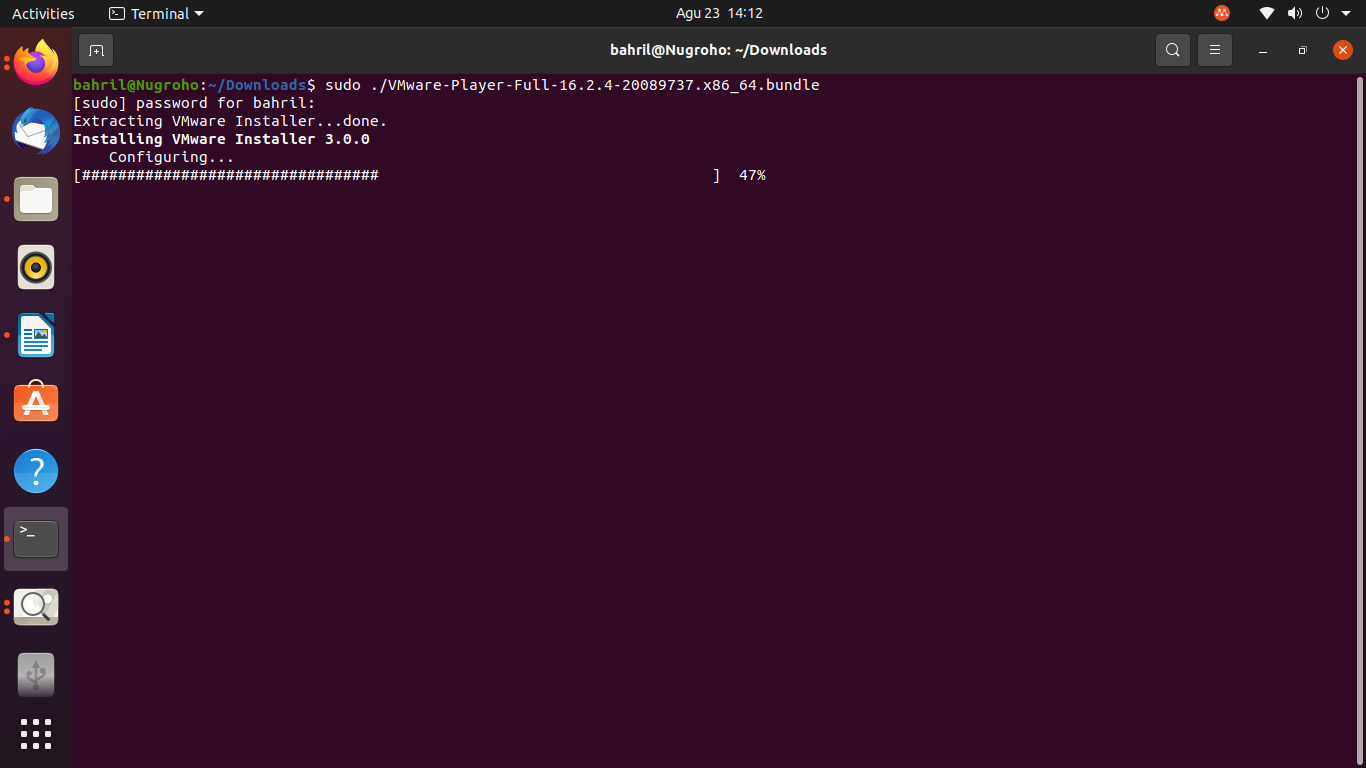 Activities Terminal Agu 23 14:12
bahril@Nugroho: ~/Downloads
bahril@Nugroho:~/Downloads$ sudo ./VMware-Player-Full-16.2.4-20089737.x86_64.bundle
[sudo] password for bahril:
Extracting VMware Installer...done.
Installing VMware Installer 3.0.0
    Configuring...
[#################################                                     ]  47%